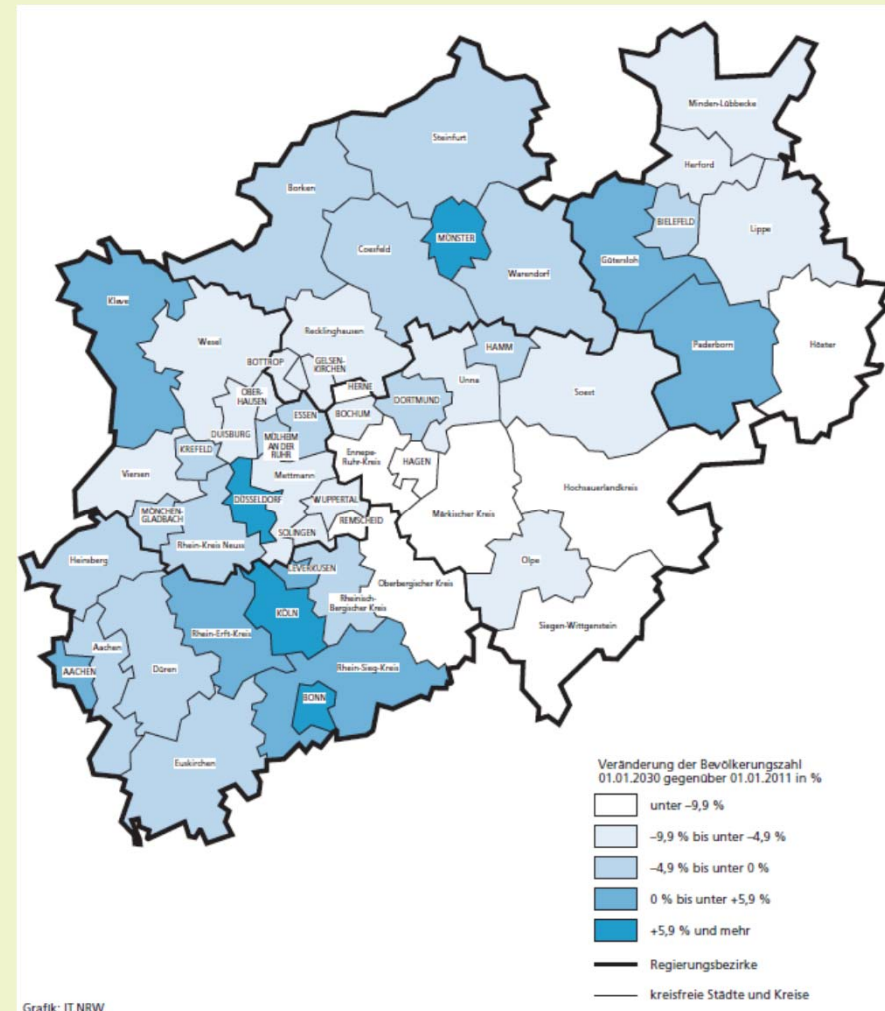 Minden-Lübbecke
Steinfurt
Herford
Borken
BIELEFELD
Lippe
MÜNSTER
Coesfeld
Gütersloh
Warendorf
Kleve
Recklinghausen
Wesel
Paderborn
Höxter
HAMM
BOTTROP
GELSEN-
KIRCHEN
Unna
Soest
HERNE
OBER-
HAUSEN
DORTMUND
ESSEN
BOCHUM
DUISBURG
MÜLHEIM
AN DER
RUHR
KREFELD
Ennepe-
Ruhr-Kreis
HAGEN
Viersen
Mettmann
Hochsauerlandkreis
DÜSSELDORF
WUPPERTAL
Märkischer Kreis
MÖNCHEN-
GLADBACH
REMSCHEID
SOLINGEN
Rhein-Kreis Neuss
Heinsberg
Olpe
LEVERKUSEN
Oberbergischer Kreis
Rheinisch-
Bergischer Kreis
KÖLN
Siegen-Wittgenstein
Rhein-Erft-Kreis
Aachen
Düren
Rhein-Sieg-Kreis
AACHEN
BONN
Euskirchen
Veränderung der Bevölkerungszahl
01.01.2030 gegenüber 01.01.2011 in %
unter –9,9 %
–9,9 % bis unter –4,9 %
–4,9 % bis unter 0 %
0 % bis unter +5,9 %
+5,9 % und mehr
Regierungsbezirke
kreisfreie Städte und Kreise
Grafik: IT.NRW